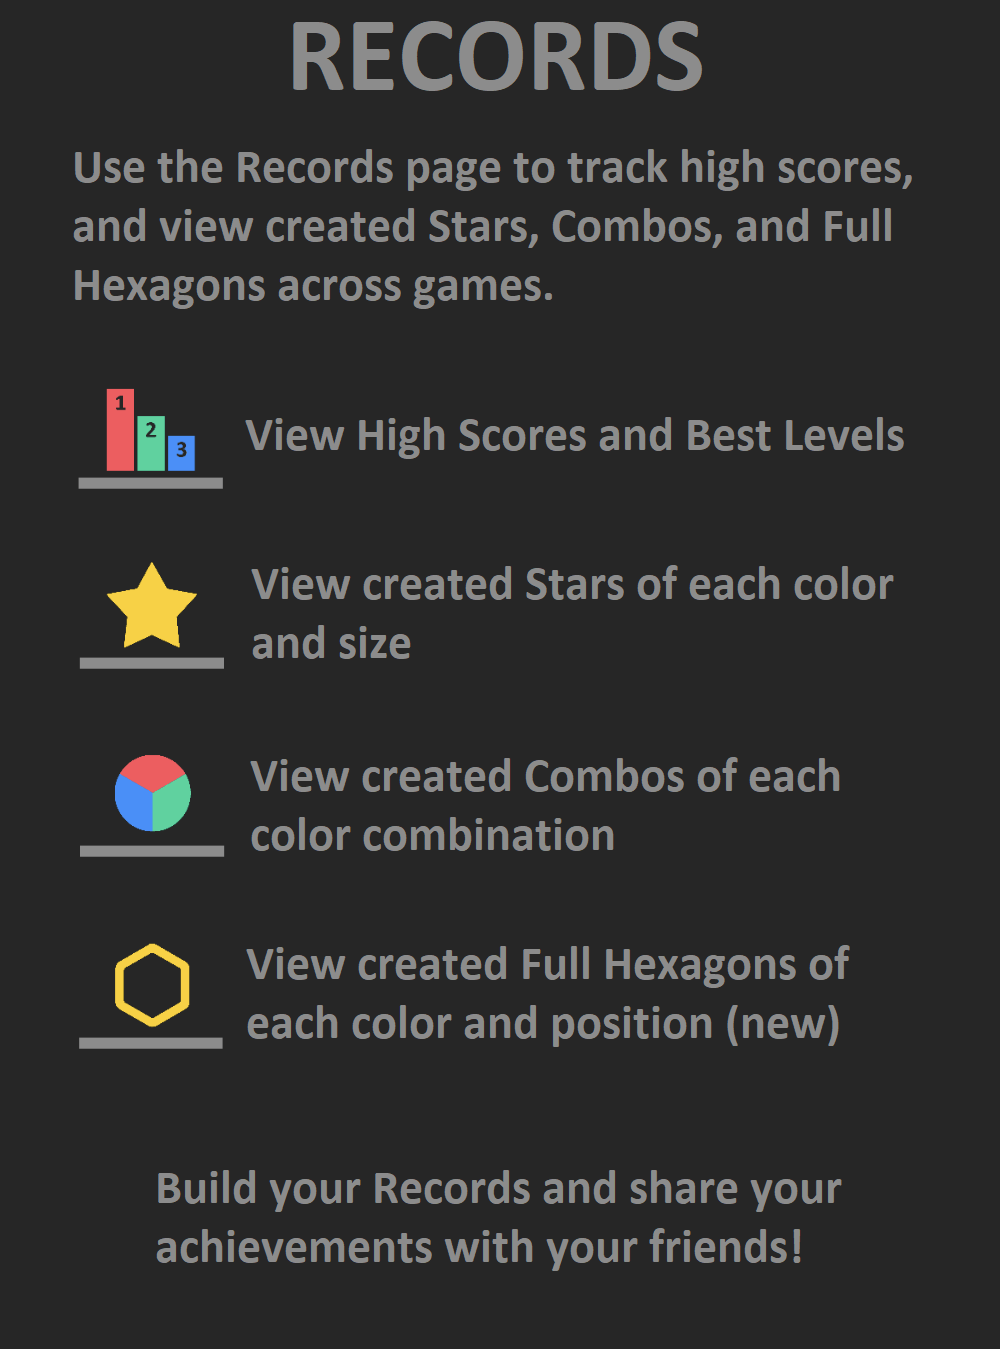 RECORDS
Use the Records page to track high scores,
and view created Stars, Combos, and Full
Hexagons across games.
1
2
3
View High Scores and Best Levels
View created Stars of each color
and size
View created Combos of each
color combination
View created Full Hexagons of
each color and position (new)
Build your Records and share your
achievements with your friends!